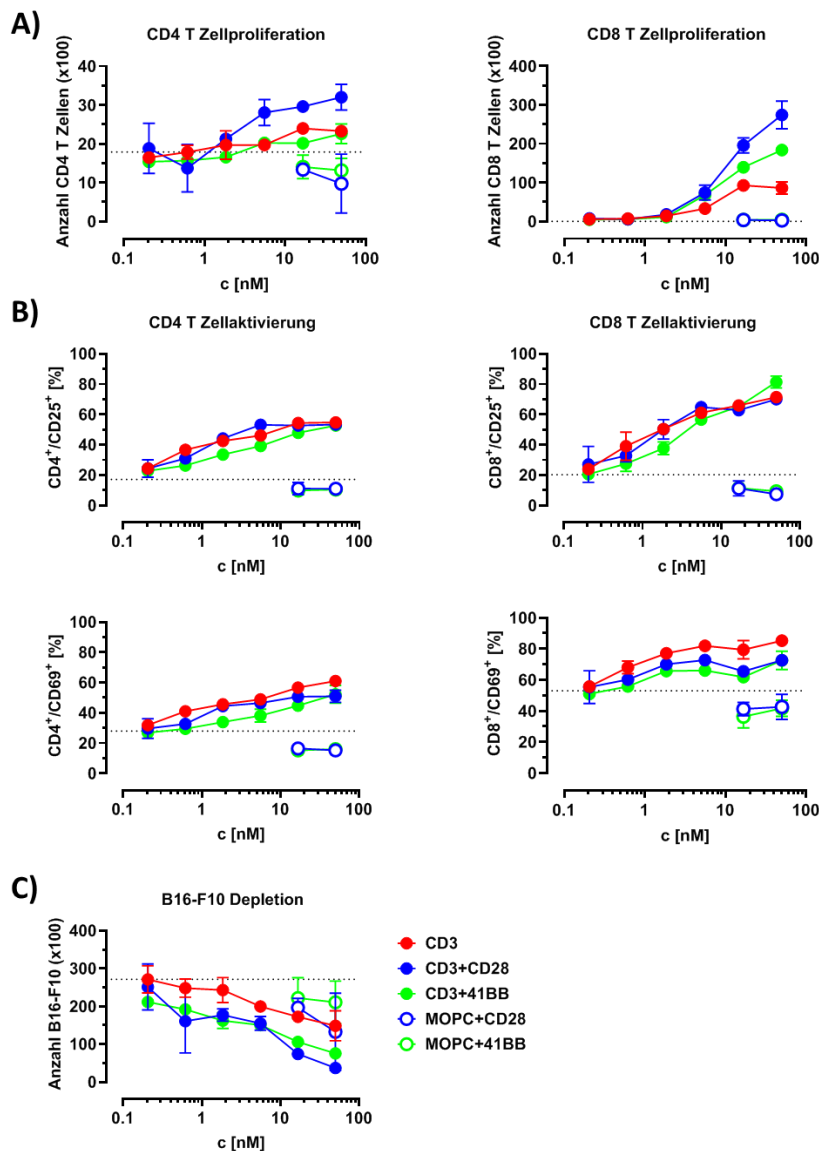 A)
CD4 T Zellproliferation
Anzahl CD4 T Zellen (x100)
40
30
20
10
0
0.1
1
10
100
c [nM]
CD8 T Zellproliferation
Anzahl CD8 T Zellen (x100)
400
300
200
100
0
0.1
1
10
100
c [nM]
B)
CD4 T Zellaktivierung
CD4⁺/CD25⁺ [%]
100
80
60
40
20
0
0.1
1
10
100
c [nM]
CD8 T Zellaktivierung
CD8⁺/CD25⁺ [%]
100
80
60
40
20
0
0.1
1
10
100
c [nM]
CD4⁺/CD69⁺ [%]
100
80
60
40
20
0
0.1
1
10
100
c [nM]
CD8⁺/CD69⁺ [%]
100
80
60
40
20
0
0.1
1
10
100
c [nM]
C)
B16-F10 Depletion
Anzahl B16-F10 (x100)
400
300
200
100
0
0.1
1
10
100
c [nM]
CD3
CD3+CD28
CD3+41BB
MOPC+CD28
MOPC+41BB